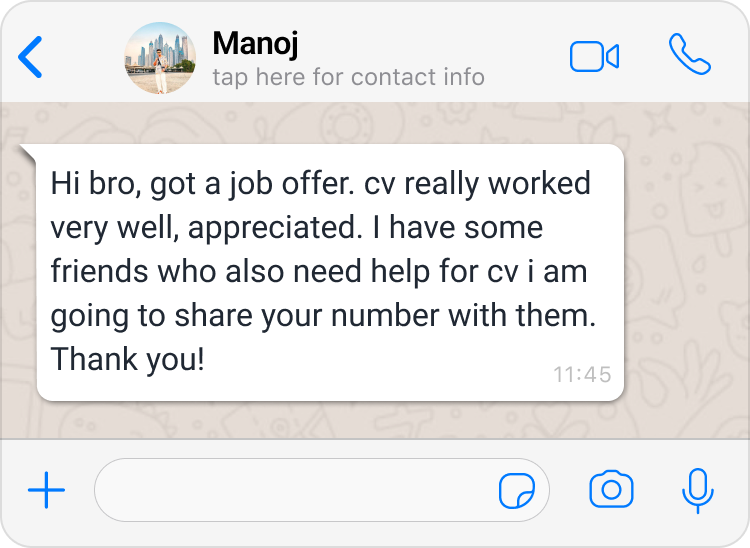 Manoj
tap here for contact info
Hi bro, got a job offer. cv really worked
very well, appreciated. I have some
friends who also need help for cv i am
going to share your number with them.
Thank you!
11:45